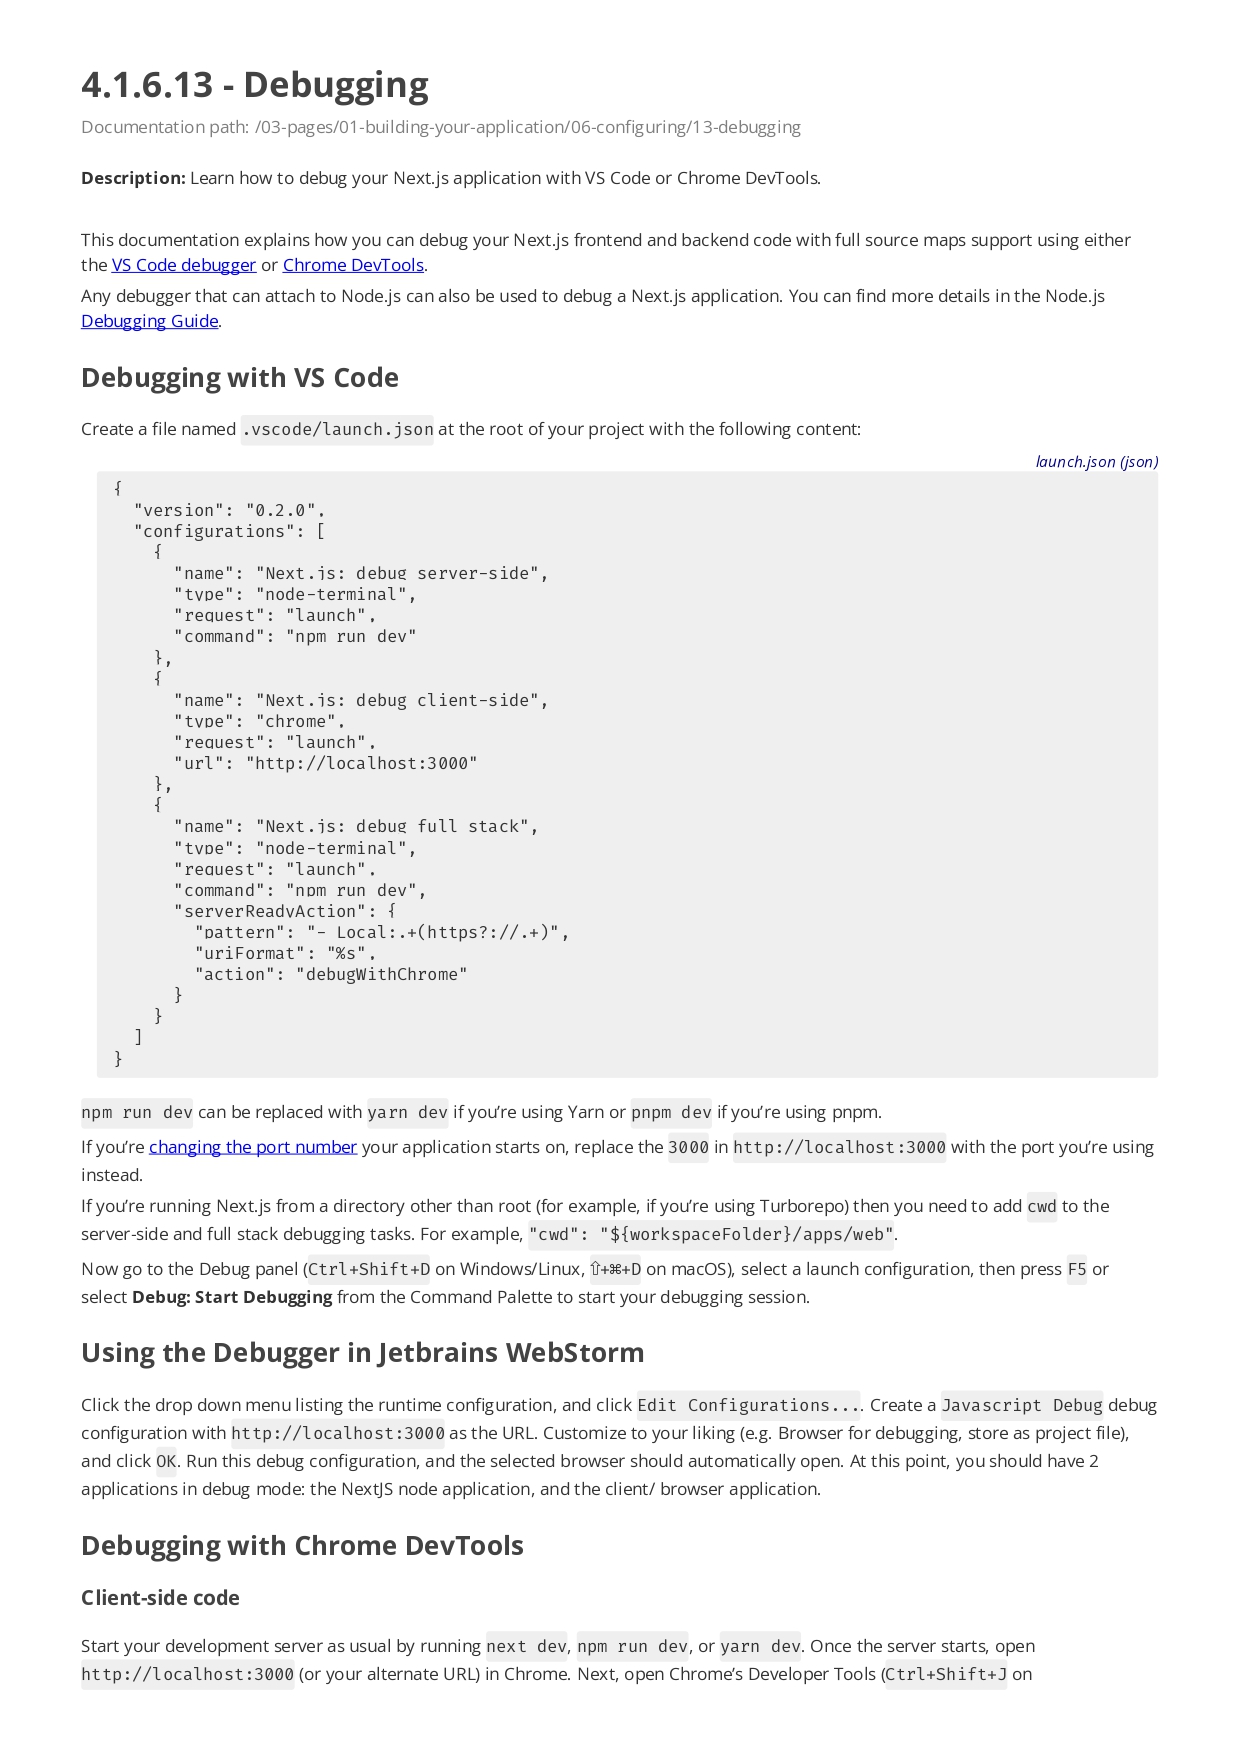 4.1.6.13 - Debugging
Documentation path: /03-pages/01-building-your-application/06-configuring/13-debugging
Description: Learn how to debug your Next.js application with VS Code or Chrome DevTools.
This documentation explains how you can debug your Next.js frontend and backend code with full source maps support using either
the VS Code debugger or Chrome DevTools.
Any debugger that can attach to Node.js can also be used to debug a Next.js application. You can find more details in the Node.js
Debugging Guide.
Debugging with VS Code
Create a file named .vscode/launch.json at the root of your project with the following content:
launch.json (json)
{
  "version": "0.2.0",
  "configurations": [
    {
      "name": "Next.js: debug server-side",
      "type": "node-terminal",
      "request": "launch",
      "command": "npm run dev"
    },
    {
      "name": "Next.js: debug client-side",
      "type": "chrome",
      "request": "launch",
      "url": "http://localhost:3000"
    },
    {
      "name": "Next.js: debug full stack",
      "type": "node-terminal",
      "request": "launch",
      "command": "npm run dev",
      "serverReadyAction": {
        "pattern": "- Local:.+(https?://.+)",
        "uriFormat": "%s",
        "action": "debugWithChrome"
      }
    }
  ]
}
npm run dev can be replaced with yarn dev if you’re using Yarn or pnpm dev if you’re using pnpm.
If you’re changing the port number your application starts on, replace the 3000 in http://localhost:3000 with the port you’re using
instead.
If you’re running Next.js from a directory other than root (for example, if you’re using Turborepo) then you need to add cwd to the
server-side and full stack debugging tasks. For example, "cwd": "${workspaceFolder}/apps/web".
Now go to the Debug panel (Ctrl+Shift+D on Windows/Linux, ⇧+⌘+D on macOS), select a launch configuration, then press F5 or
select Debug: Start Debugging from the Command Palette to start your debugging session.
Using the Debugger in Jetbrains WebStorm
Click the drop down menu listing the runtime configuration, and click Edit Configurations.... Create a Javascript Debug debug
configuration with http://localhost:3000 as the URL. Customize to your liking (e.g. Browser for debugging, store as project file),
and click OK. Run this debug configuration, and the selected browser should automatically open. At this point, you should have 2
applications in debug mode: the NextJS node application, and the client/ browser application.
Debugging with Chrome DevTools
Client-side code
Start your development server as usual by running next dev, npm run dev, or yarn dev. Once the server starts, open
http://localhost:3000 (or your alternate URL) in Chrome. Next, open Chrome’s Developer Tools (Ctrl+Shift+J on